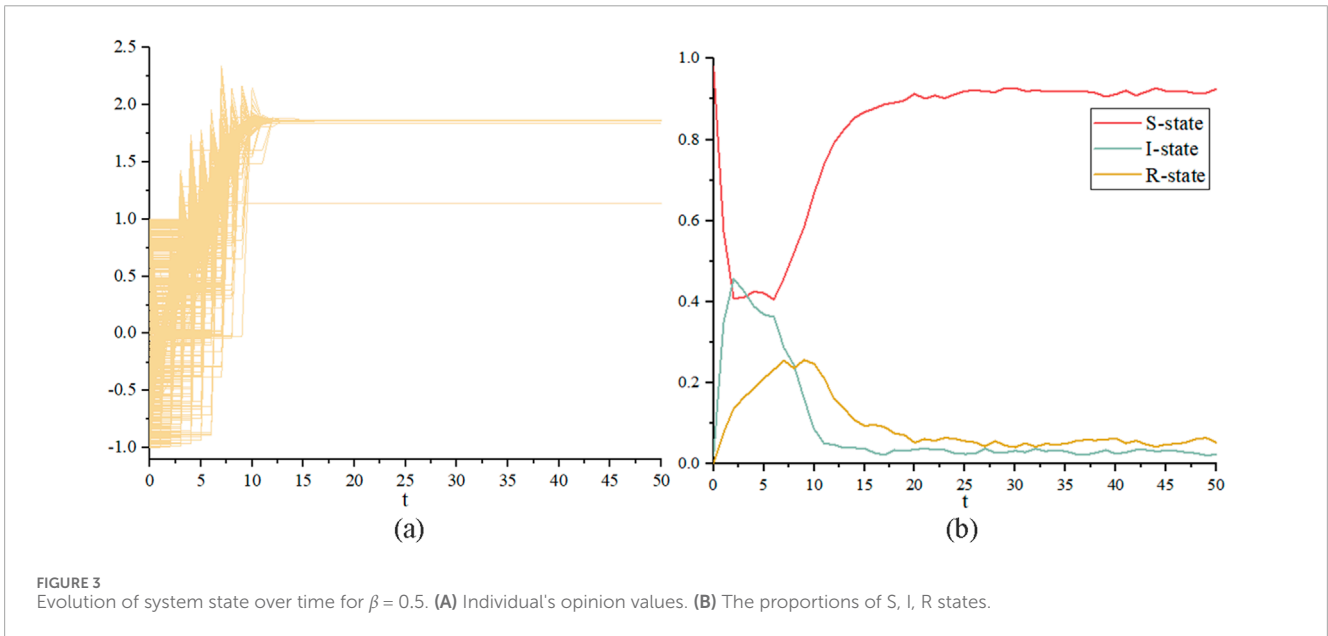 2.5
2.0
1.5
1.0
0.5
0.0
-0.5
-1.0
0 5 10 15 20 25 30 35 40 45 50
t
(a)
1.0
0.8
0.6
0.4
0.2
0.0
S-state
I-state
R-state
0 5 10 15 20 25 30 35 40 45 50
t
(b)
FIGURE 3
Evolution of system state over time for β = 0.5. (A) Individual's opinion values. (B) The proportions of S, I, R states.